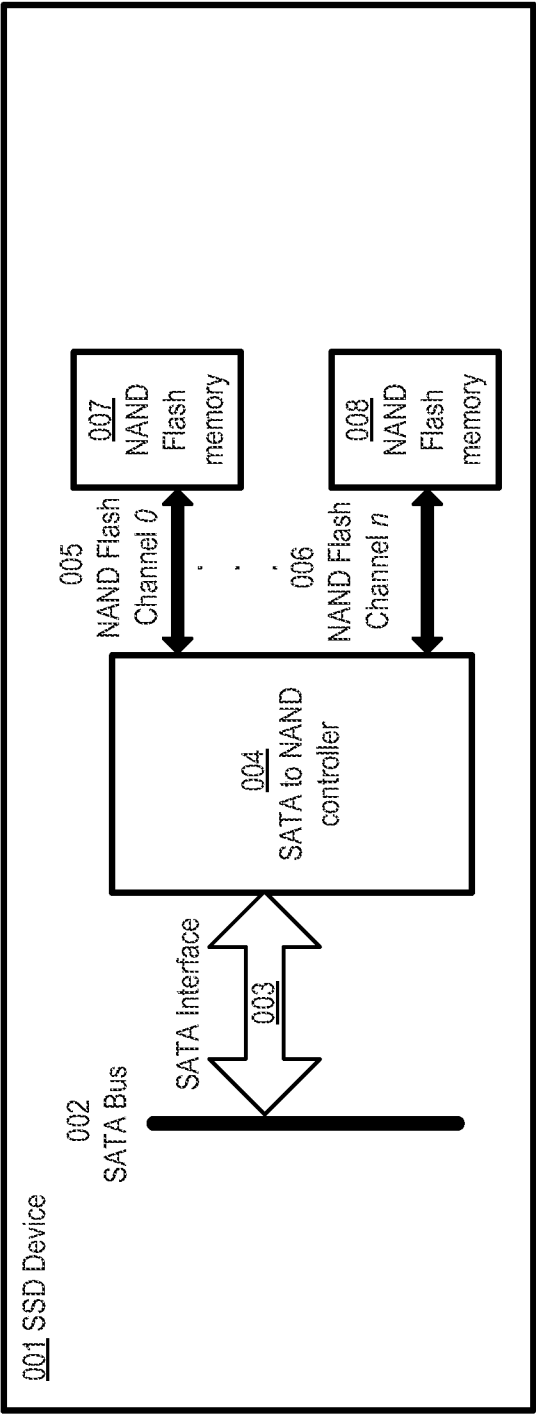 001 SSD Device
002
SATA Bus
SATA Interface
003
004
SATA to NAND
controller
005
NAND Flash
Channel 0
007
NAND
Flash
memory
006
NAND Flash
Channel n
008
NAND
Flash
memory